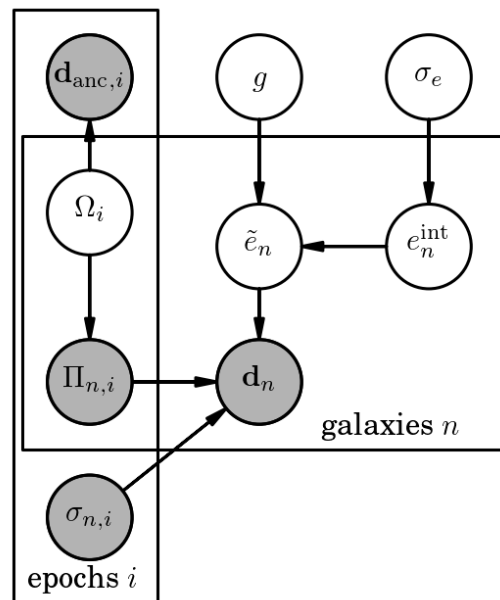 d_anc,i g σ_e
Ω_i ẽ_n e_n^int
Π_n,i d_n
galaxies n
σ_n,i
epochs i